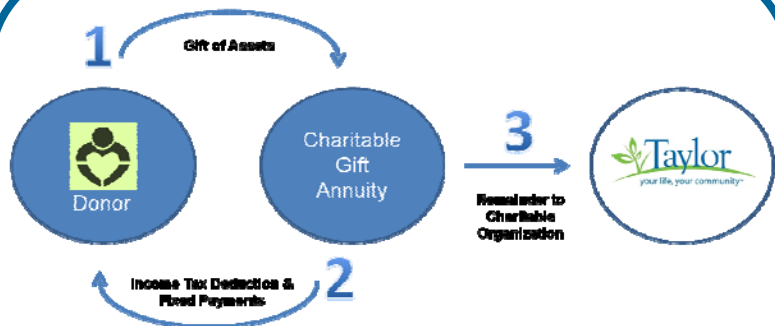 1
Gift of Assets
Donor
Charitable
Gift
Annuity
3
Remainder to
Charitable
Organization
Taylor
your life, your community
Income Tax Deduction &
Fixed Payments
2